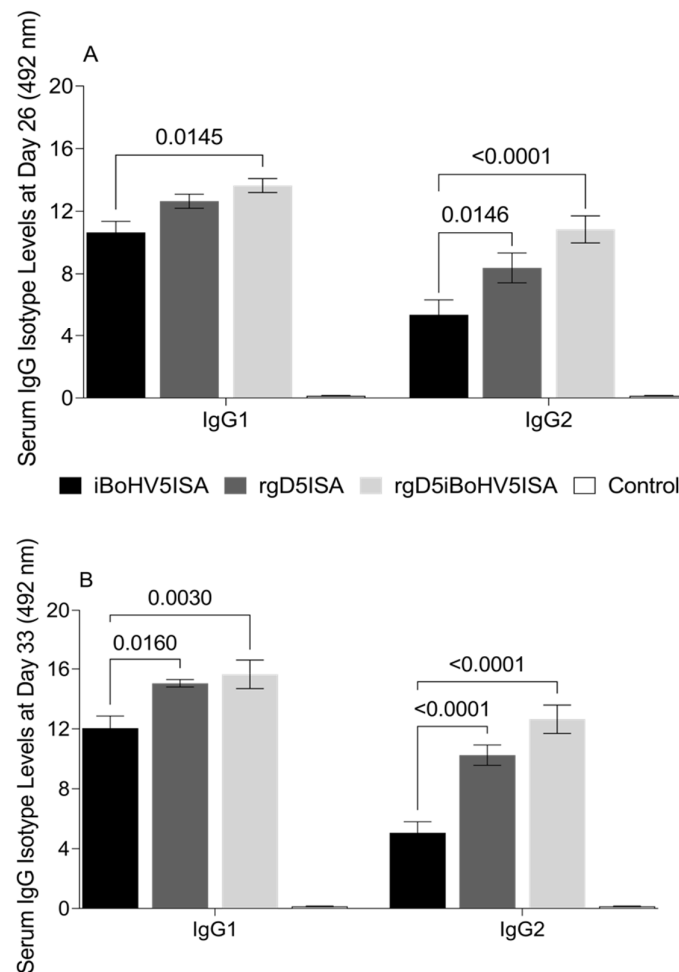 A
Serum IgG Isotype Levels at Day 26 (492 nm)
20
16
12
8
4
0
0.0145
<0.0001
0.0146
IgG1 IgG2
iBoHV5ISA rgD5ISA rgD5iBoHV5ISA Control
B
Serum IgG Isotype Levels at Day 33 (492 nm)
20
16
12
8
4
0
0.0030
0.0160
<0.0001
<0.0001
IgG1 IgG2